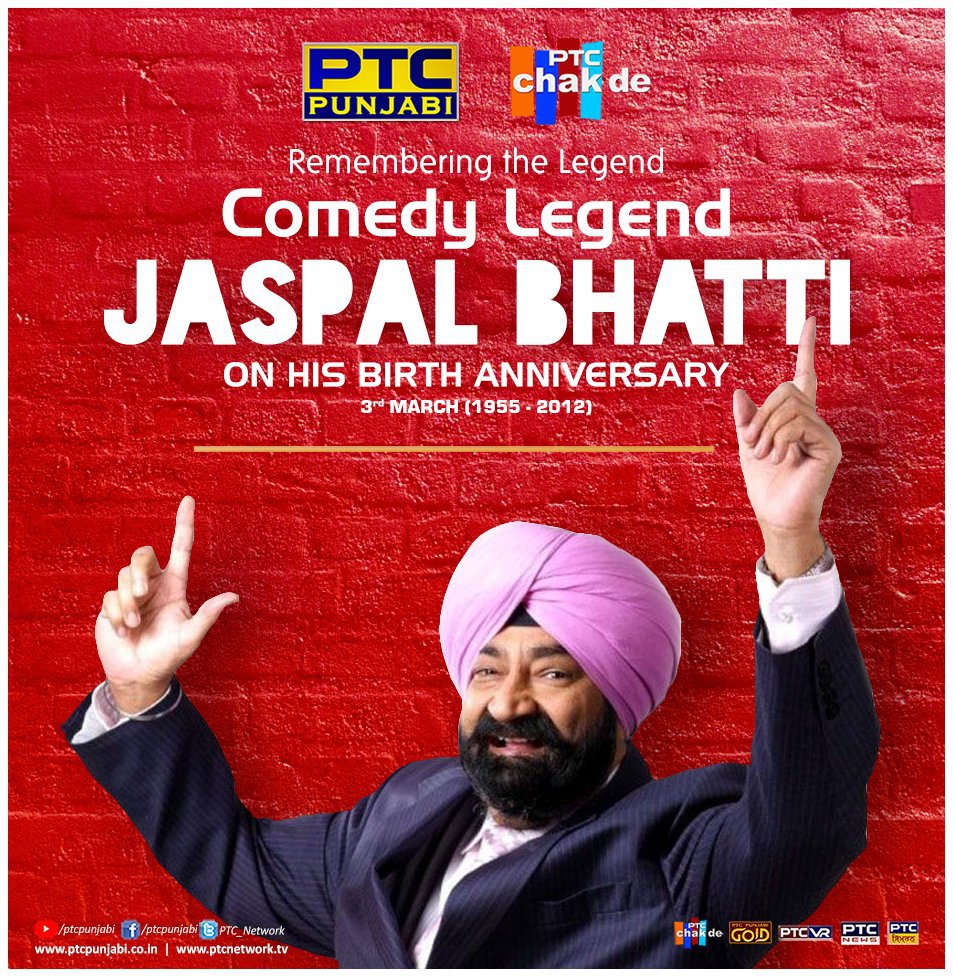 PTC
PUNJABI
PTC
chak de
Remembering the Legend
Comedy Legend
JASPAL BHATTI
ON HIS BIRTH ANNIVERSARY
3rd MARCH (1955 - 2012)
/ptcpunjabi /ptcpunjabi PTC_Network
www.ptcpunjabi.co.in | www.ptcnetwork.tv
PTC
chak de
PTC PUNJABI
GOLD
PTC VR
PTC
NEWS
PTC
ਸਿਮਰਨ